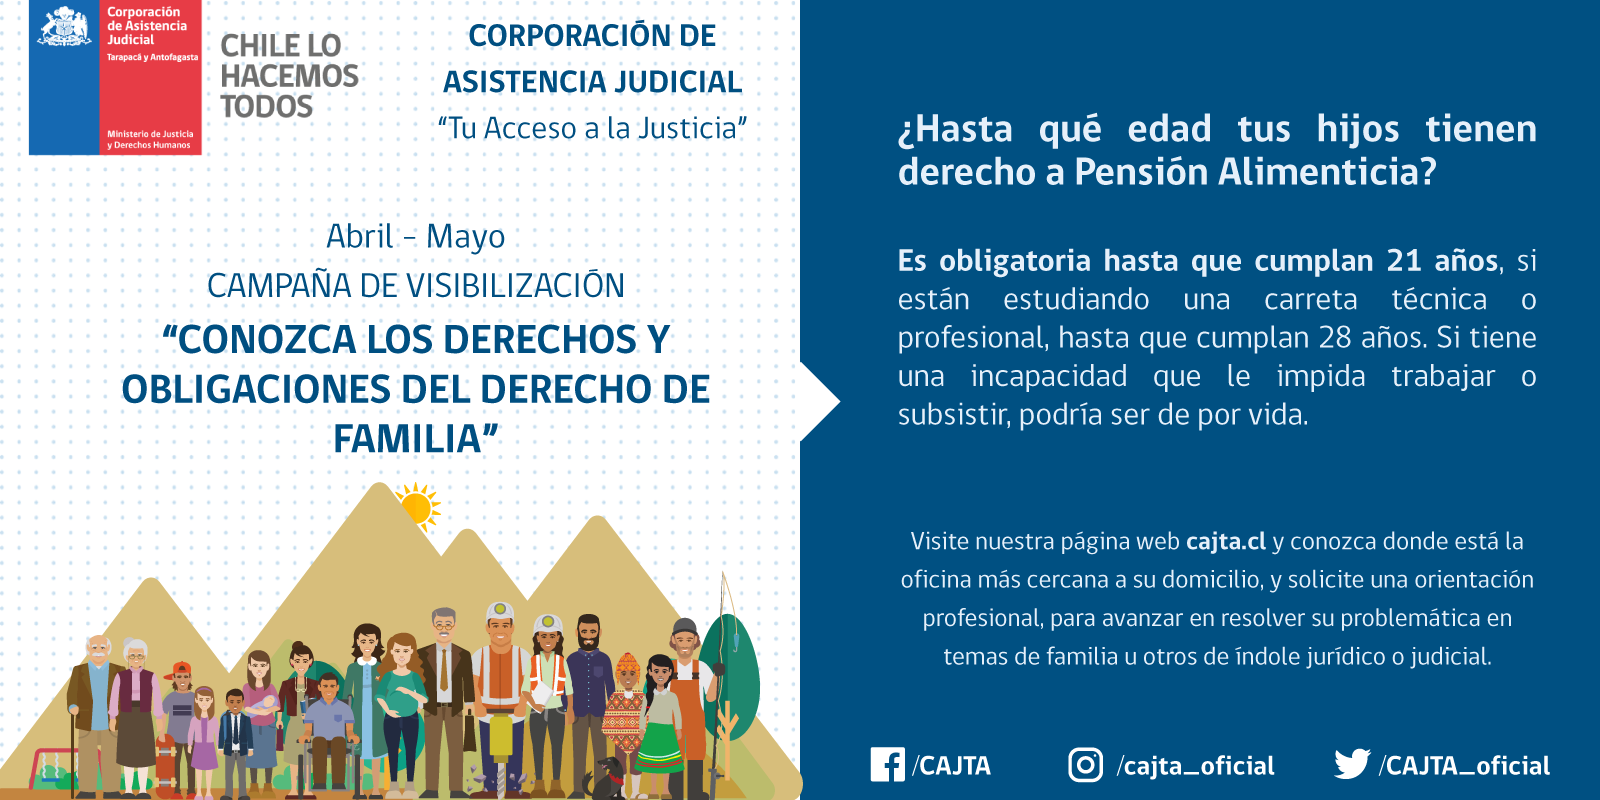 Corporación
de Asistencia
Judicial
Tarapacá y Antofagasta
Ministerio de Justicia
y Derechos Humanos
CHILE LO
HACEMOS
TODOS
CORPORACIÓN DE
ASISTENCIA JUDICIAL
“Tu Acceso a la Justicia”
Abril - Mayo
CAMPAÑA DE VISIBILIZACIÓN
“CONOZCA LOS DERECHOS Y
OBLIGACIONES DEL DERECHO DE
FAMILIA”
¿Hasta qué edad tus hijos tienen
derecho a Pensión Alimenticia?
Es obligatoria hasta que cumplan 21 años, si
están estudiando una carreta técnica o
profesional, hasta que cumplan 28 años. Si tiene
una incapacidad que le impida trabajar o
subsistir, podría ser de por vida.
Visite nuestra página web cajta.cl y conozca donde está la
oficina más cercana a su domicilio, y solicite una orientación
profesional, para avanzar en resolver su problemática en
temas de familia u otros de índole jurídico o judicial.
/CAJTA
/cajta_oficial
/CAJTA_oficial